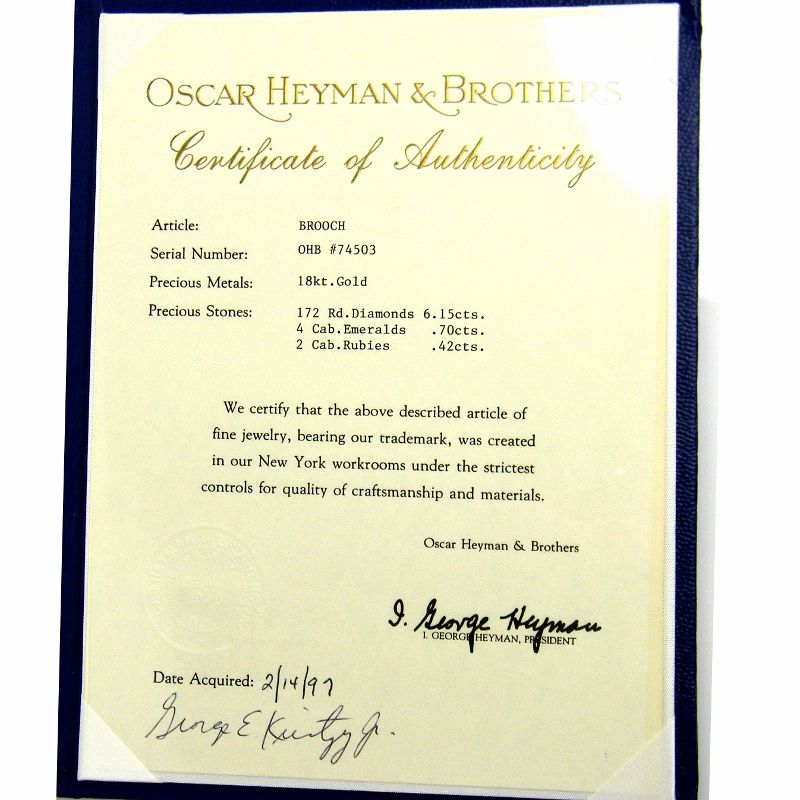 OSCAR HEYMAN & BROTHERS
Certificate of Authenticity
Article: BROOCH
Serial Number: OHB #74503
Precious Metals: 18kt.Gold
Precious Stones: 172 Rd.Diamonds 6.15cts.
4 Cab.Emeralds .70cts.
2 Cab.Rubies .42cts.
We certify that the above described article of
fine jewelry, bearing our trademark, was created
in our New York workrooms under the strictest
controls for quality of craftsmanship and materials.
Oscar Heyman & Brothers
I. George Heyman
I. GEORGE HEYMAN, PRESIDENT
Date Acquired: 2/14/97
George E. Jr.